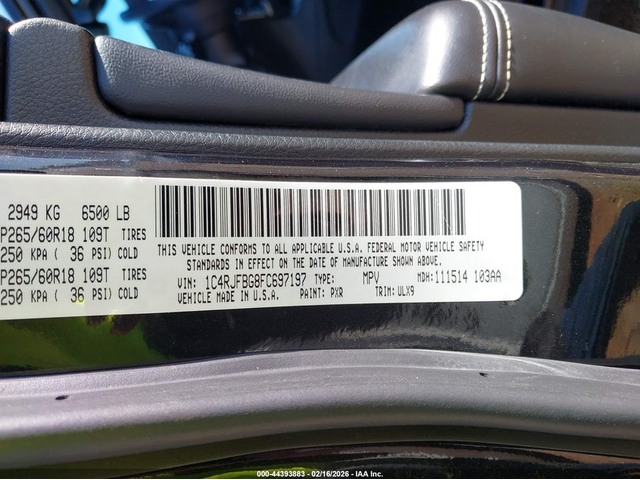 2949 KG 6500 LB
P265/60R18 109T TIRES
250 KPA ( 36 PSI) COLD
P265/60R18 109T TIRES
250 KPA ( 36 PSI) COLD
THIS VEHICLE CONFORMS TO ALL APPLICABLE U.S.A. FEDERAL MOTOR VEHICLE SAFETY
STANDARDS IN EFFECT ON THE DATE OF MANUFACTURE SHOWN ABOVE.
VIN: 1C4RJFBG8FC697197 TYPE: MPV MDH: 111514 103AA
VEHICLE MADE IN U.S.A. PAINT: PXR TRIM: ULX9
000-44393883 - 02/16/2026 - IAA Inc.